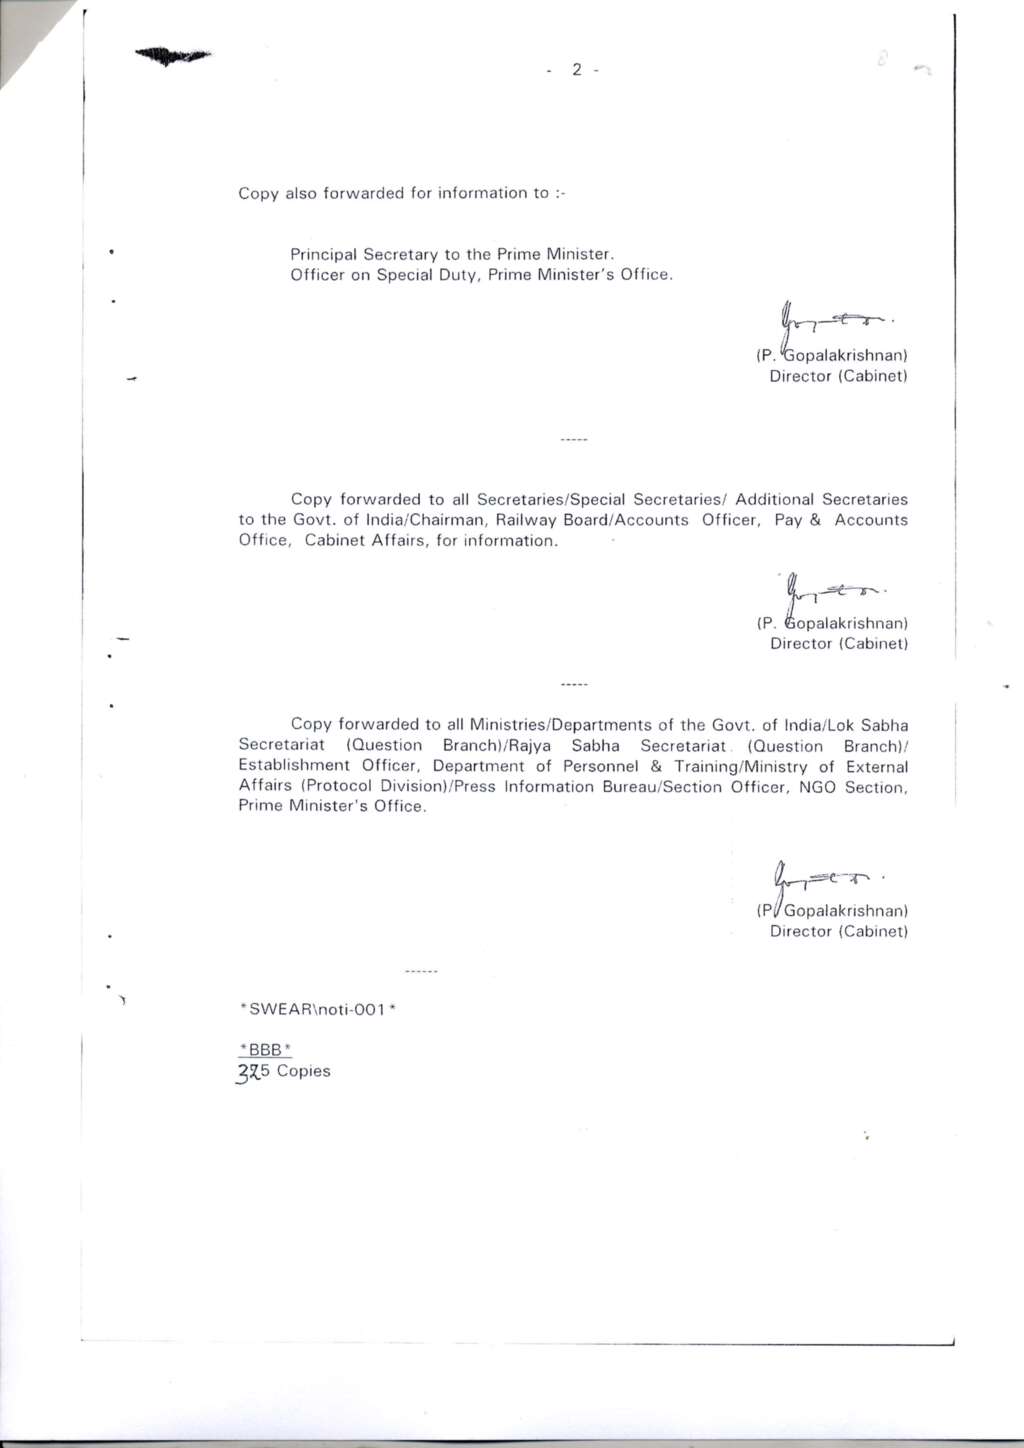 - 2 -
Copy also forwarded for information to :-
Principal Secretary to the Prime Minister.
Officer on Special Duty, Prime Minister's Office.
(P. Gopalakrishnan)
Director (Cabinet)
-----
Copy forwarded to all Secretaries/Special Secretaries/ Additional Secretaries
to the Govt. of India/Chairman, Railway Board/Accounts Officer, Pay & Accounts
Office, Cabinet Affairs, for information.
(P. Gopalakrishnan)
Director (Cabinet)
-----
Copy forwarded to all Ministries/Departments of the Govt. of India/Lok Sabha
Secretariat (Question Branch)/Rajya Sabha Secretariat (Question Branch)/
Establishment Officer, Department of Personnel & Training/Ministry of External
Affairs (Protocol Division)/Press Information Bureau/Section Officer, NGO Section,
Prime Minister's Office.
(P. Gopalakrishnan)
Director (Cabinet)
------
*SWEAR\noti-001*
*BBB*
Copies